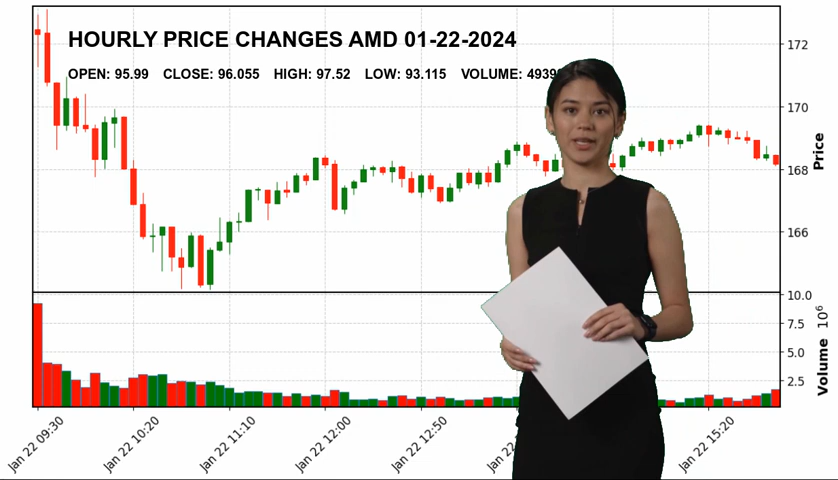 HOURLY PRICE CHANGES AMD 01-22-2024
OPEN: 95.99 CLOSE: 96.055 HIGH: 97.52 LOW: 93.115 VOLUME:
172
170
168
166
Price
10.0
7.5
5.0
2.5
Volume 10^6
Jan 22 09:30
Jan 22 10:20
Jan 22 11:10
Jan 22 12:00
Jan 22 12:50
Jan 22 15:20